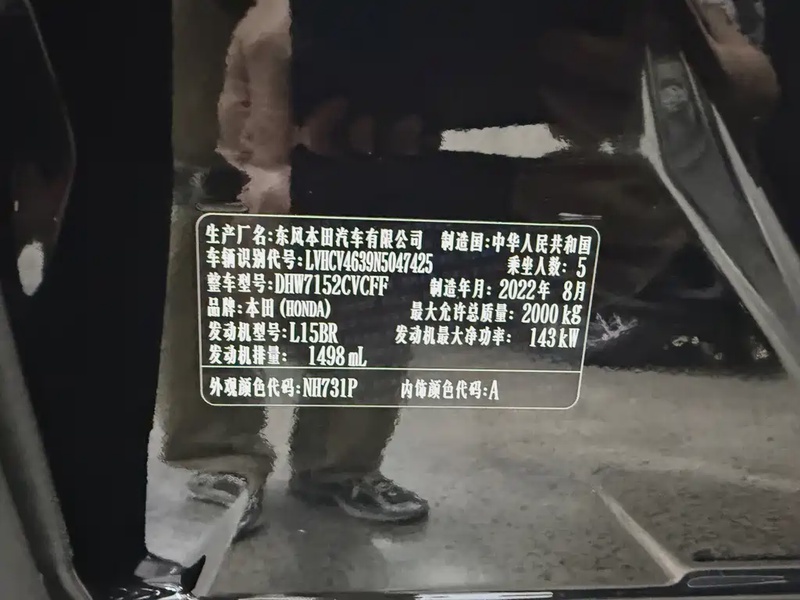 生产厂名:东风本田汽车有限公司 制造国:中华人民共和国
车辆识别代号:LVHCV4639N5047425 乘坐人数: 5
整车型号:DHW7152CVCFF 制造年月: 2022年 8月
品牌:本田(HONDA) 最大允许总质量: 2000 kg
发动机型号:L15BR 发动机最大净功率: 143 kW
发动机排量: 1498 mL
外观颜色代码:NH731P 内饰颜色代码:A